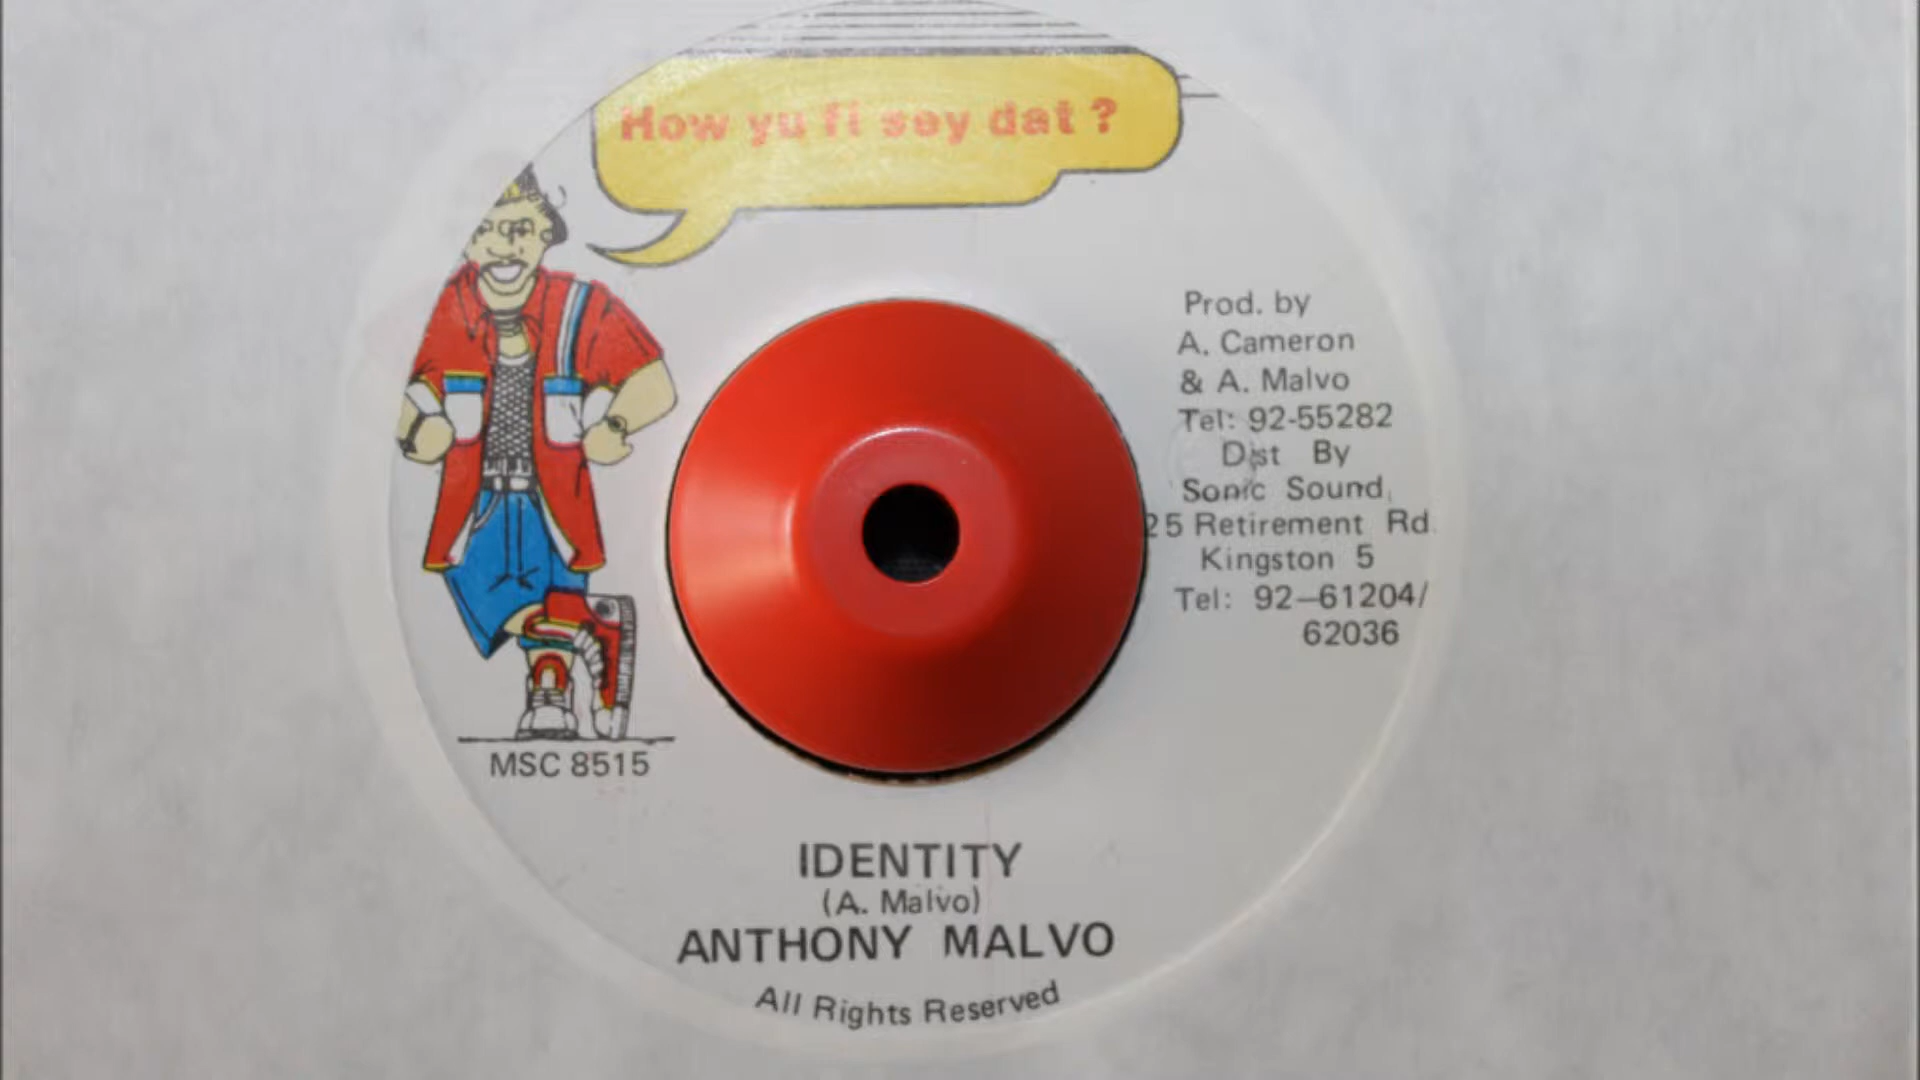 How yu fi sey dat ?
Prod. by
A. Cameron
& A. Malvo
Tel: 92-55282
Dist By
Sonic Sound,
25 Retirement Rd.
Kingston 5
Tel: 92-61204/
62036
MSC 8515
IDENTITY
(A. Malvo)
ANTHONY MALVO
All Rights Reserved